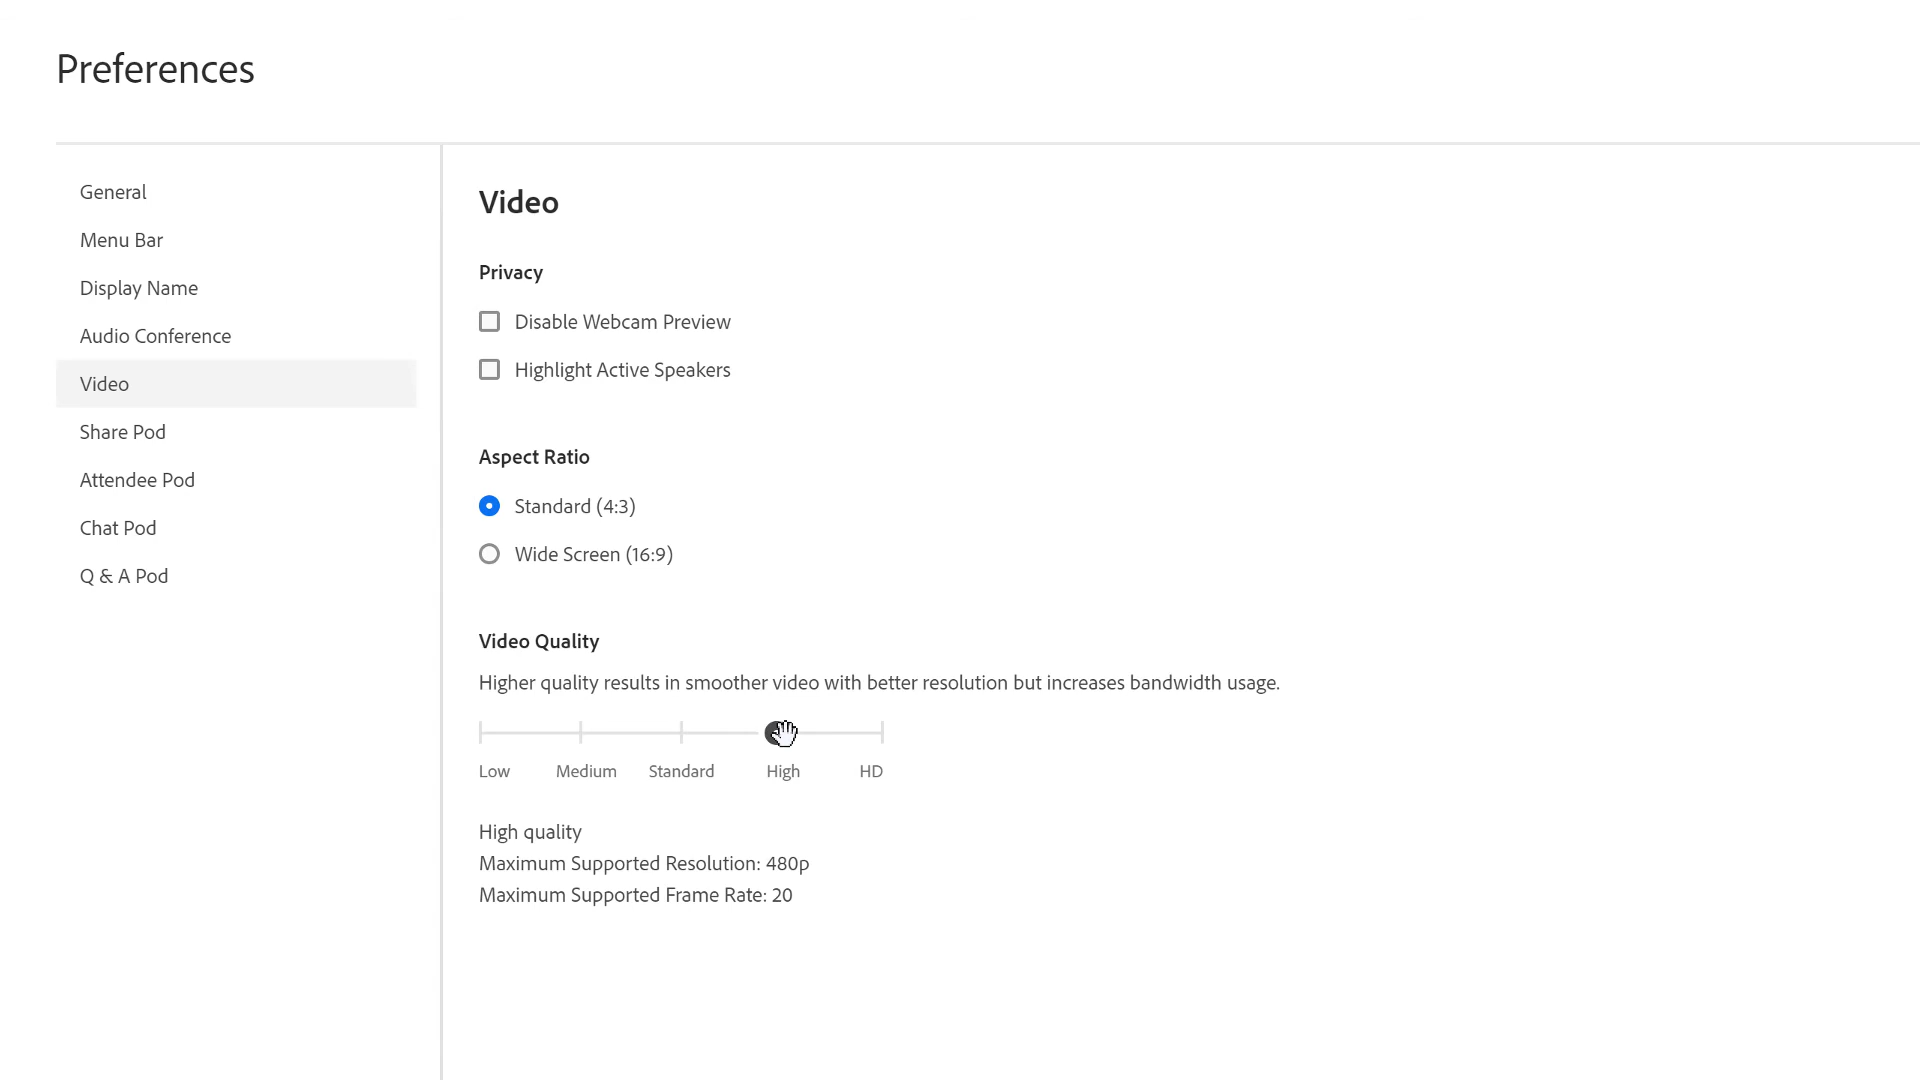 Preferences
General
Menu Bar
Display Name
Audio Conference
Video
Share Pod
Attendee Pod
Chat Pod
Q & A Pod
Video
Privacy
Disable Webcam Preview
Highlight Active Speakers
Aspect Ratio
Standard (4:3)
Wide Screen (16:9)
Video Quality
Higher quality results in smoother video with better resolution but increases bandwidth usage.
Low Medium Standard High HD
High quality
Maximum Supported Resolution: 480p
Maximum Supported Frame Rate: 20